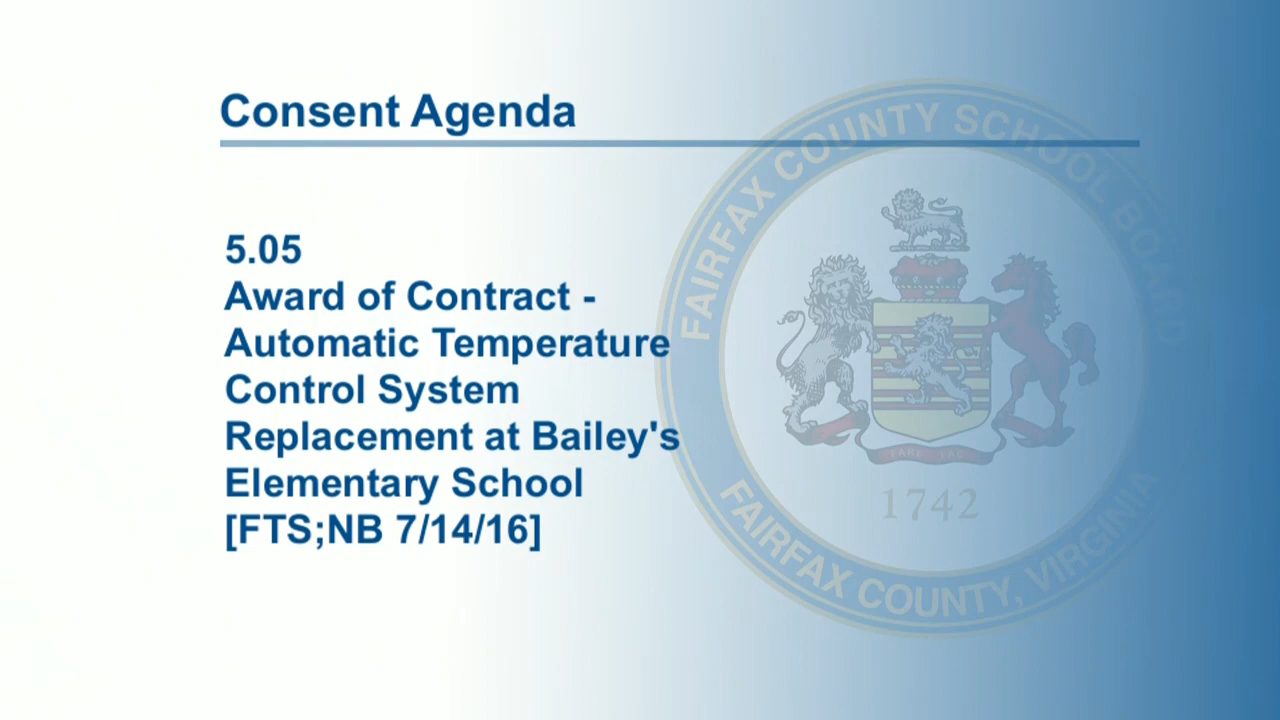 Consent Agenda
5.05
Award of Contract -
Automatic Temperature
Control System
Replacement at Bailey's
Elementary School
[FTS;NB 7/14/16]
FAIRFAX COUNTY SCHOOL BOARD
1742
FAIRFAX COUNTY, VIRGINIA